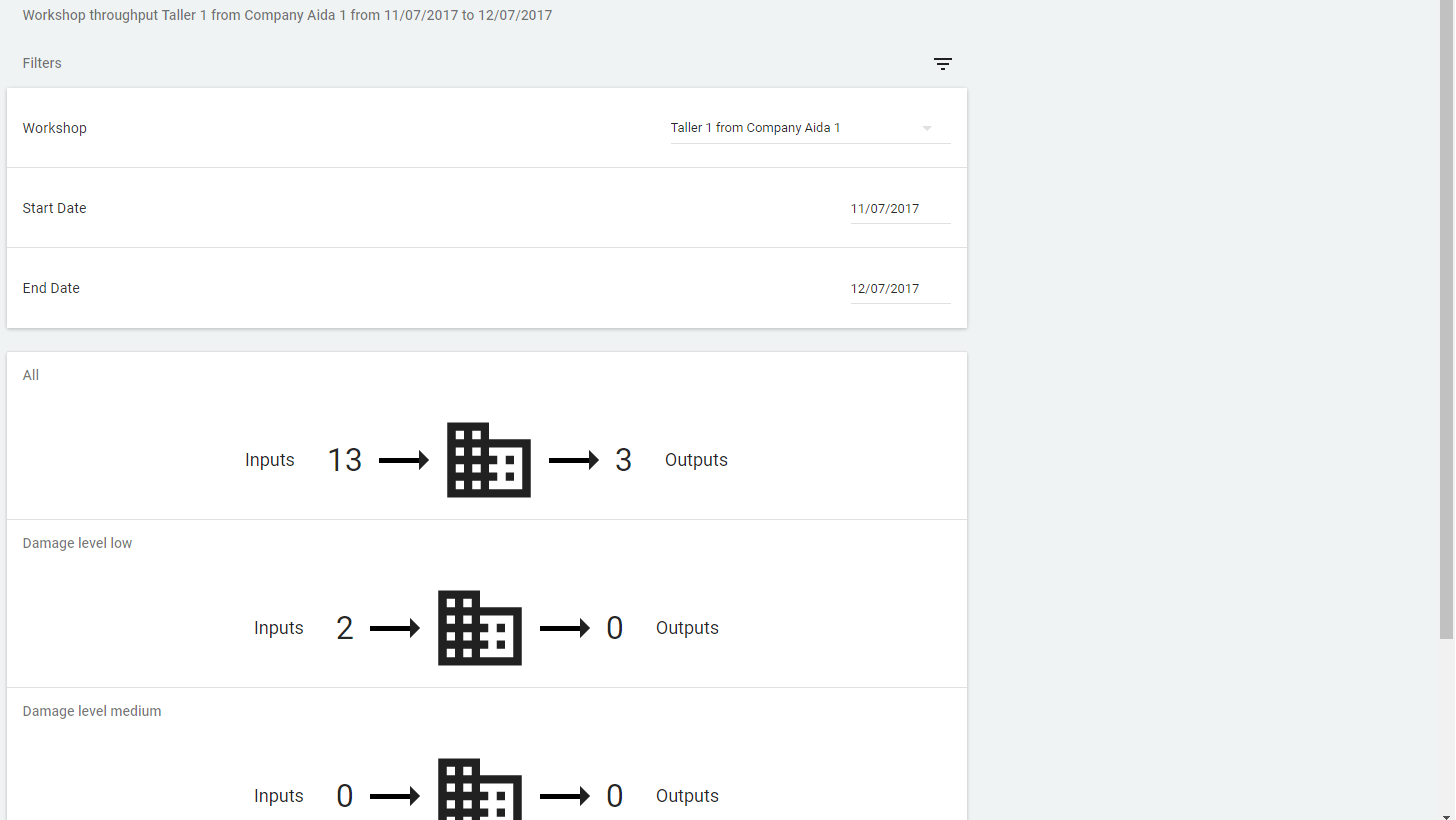 Workshop throughput Taller 1 from Company Aida 1 from 11/07/2017 to 12/07/2017
Filters
Workshop Taller 1 from Company Aida 1
Start Date 11/07/2017
End Date 12/07/2017
All
Inputs 13 3 Outputs
Damage level low
Inputs 2 0 Outputs
Damage level medium
Inputs 0 0 Outputs